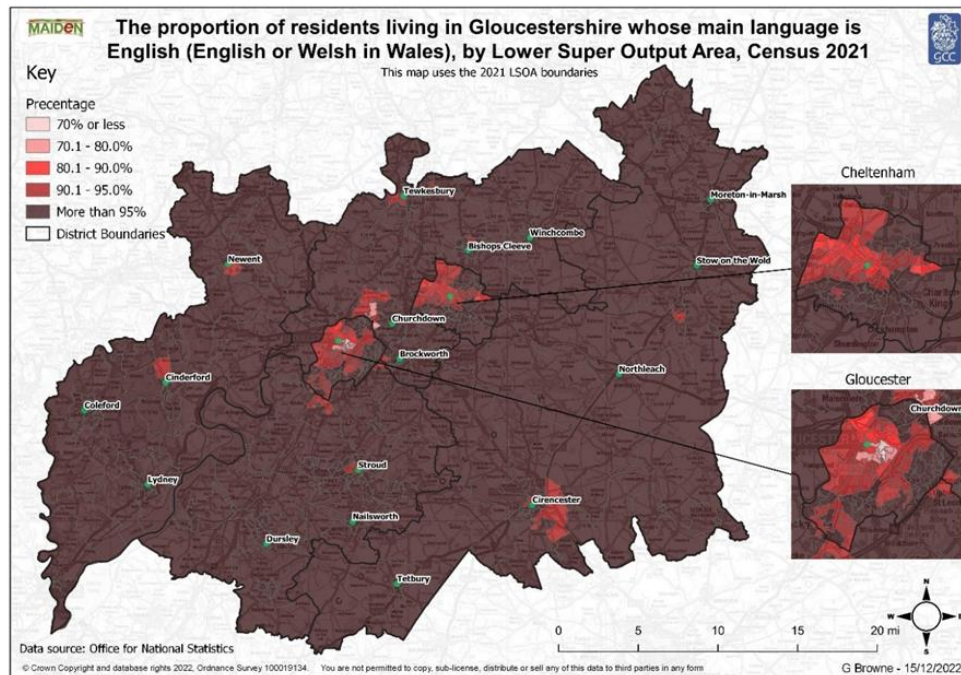 MAIDEN
The proportion of residents living in Gloucestershire whose main language is
English (English or Welsh in Wales), by Lower Super Output Area, Census 2021
This map uses the 2021 LSOA boundaries
GCC
Key
Precentage
70% or less
70.1 - 80.0%
80.1 - 90.0%
90.1 - 95.0%
More than 95%
District Boundaries
Cheltenham
Tewkesbury
Moreton-in-Marsh
Winchcombe
Bishops Cleeve
Newent
Stow on the Wold
Churchdown
Brockworth
Northleach
Cinderford
Coleford
Gloucester
Churchdown
Stroud
Lydney
Cirencester
Nailsworth
Dursley
Tetbury
N
W E
S
0 5 10 15 20 mi
Data source: Office for National Statistics
© Crown Copyright and database rights 2022, Ordnance Survey 100019134. You are not permitted to copy, sub-license, distribute or sell any of this data to third parties in any form
G Browne - 15/12/2022